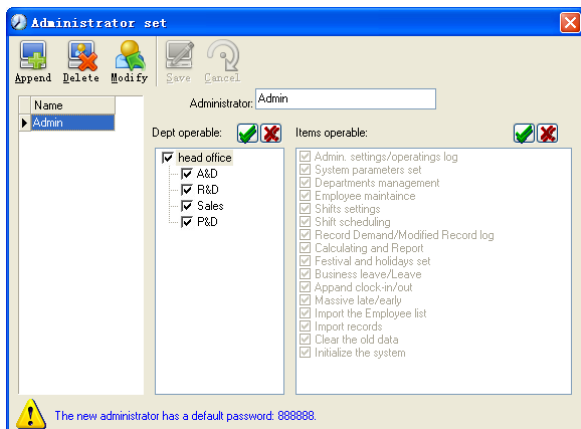 Administrator set
Append Delete Modify Save Cancel
Name
Admin
Administrator: Admin
Dept operable:
head office
A&D
R&D
Sales
P&D
Items operable:
Admin. settings/operatings log
System parameters set
Departments management
Employee maintaince
Shifts settings
Shift scheduling
Record Demand/Modified Record log
Calculating and Report
Festival and holidays set
Business leave/Leave
Appand clock-in/out
Massive late/early
Import the Employee list
Import records
Clear the old data
Initialize the system
The new administrator has a default password: 888888.